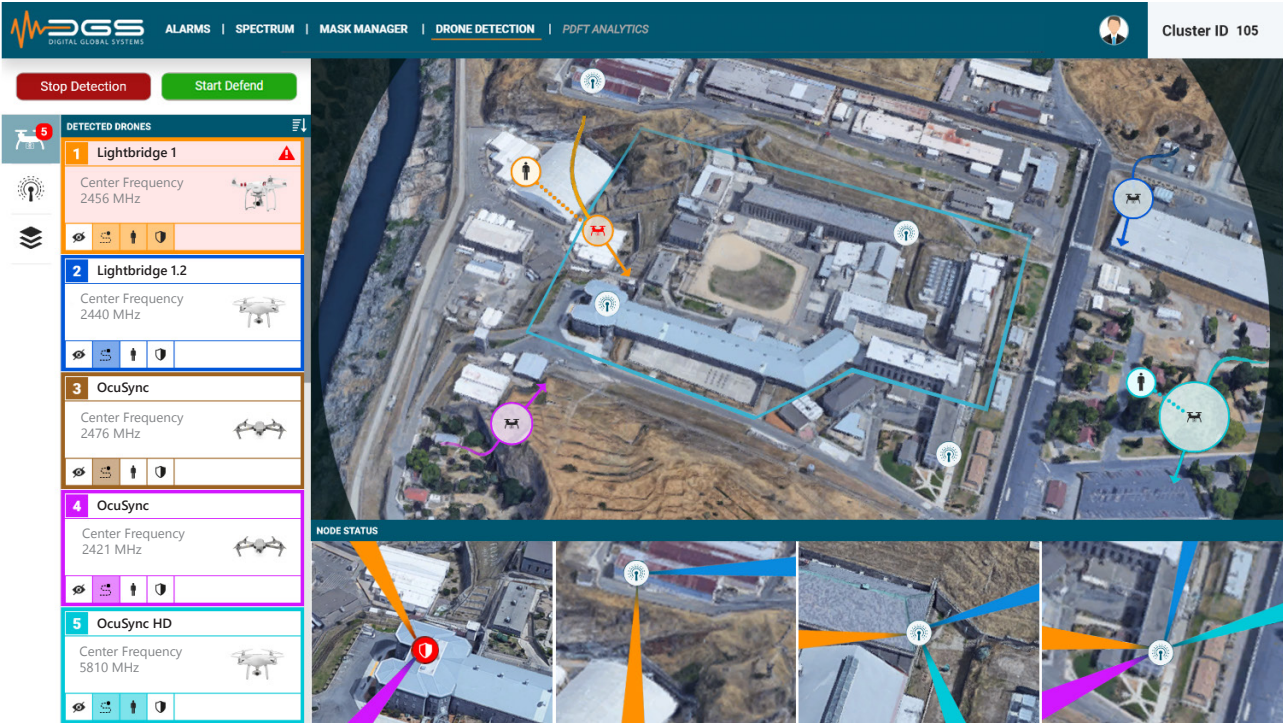 DGS
DIGITAL GLOBAL SYSTEMS
ALARMS | SPECTRUM | MASK MANAGER | DRONE DETECTION | PDFT ANALYTICS
Cluster ID 105
Stop Detection
Start Defend
5
DETECTED DRONES
1 Lightbridge 1
Center Frequency
2456 MHz
2 Lightbridge 1.2
Center Frequency
2440 MHz
3 OcuSync
Center Frequency
2476 MHz
4 OcuSync
Center Frequency
2421 MHz
5 OcuSync HD
Center Frequency
5810 MHz
NODE STATUS